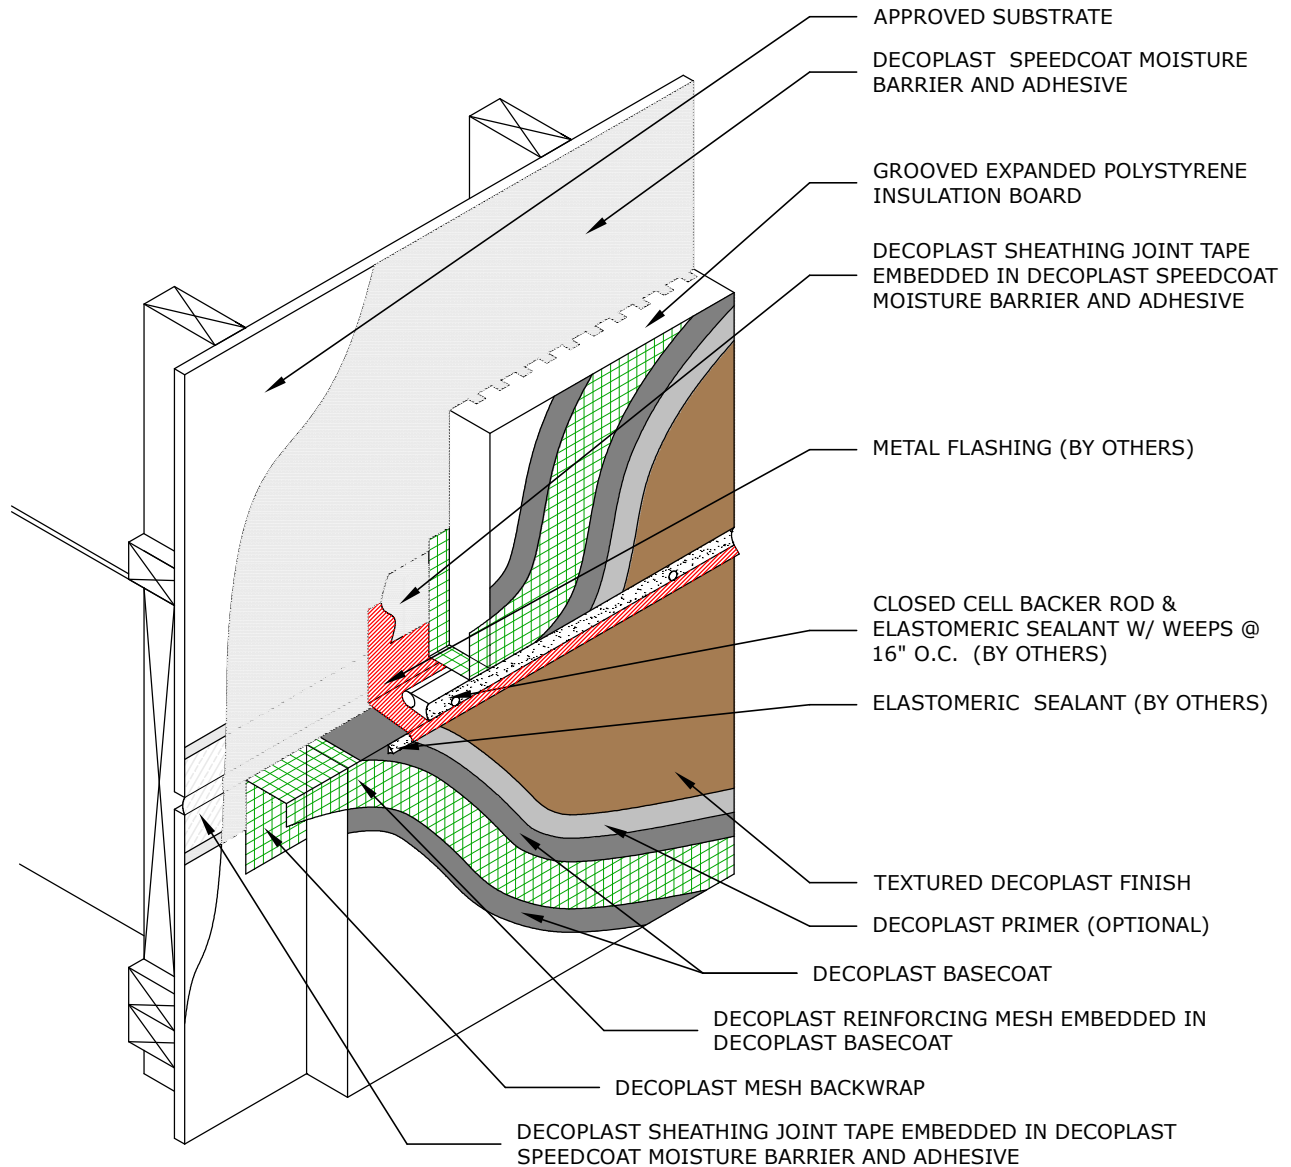 APPROVED SUBSTRATE
DECOPLAST SPEEDCOAT MOISTURE
BARRIER AND ADHESIVE
GROOVED EXPANDED POLYSTYRENE
INSULATION BOARD
DECOPLAST SHEATHING JOINT TAPE
EMBEDDED IN DECOPLAST SPEEDCOAT
MOISTURE BARRIER AND ADHESIVE
METAL FLASHING (BY OTHERS)
CLOSED CELL BACKER ROD &
ELASTOMERIC SEALANT W/ WEEPS @
16" O.C. (BY OTHERS)
ELASTOMERIC SEALANT (BY OTHERS)
TEXTURED DECOPLAST FINISH
DECOPLAST PRIMER (OPTIONAL)
DECOPLAST BASECOAT
DECOPLAST REINFORCING MESH EMBEDDED IN
DECOPLAST BASECOAT
DECOPLAST MESH BACKWRAP
DECOPLAST SHEATHING JOINT TAPE EMBEDDED IN DECOPLAST
SPEEDCOAT MOISTURE BARRIER AND ADHESIVE